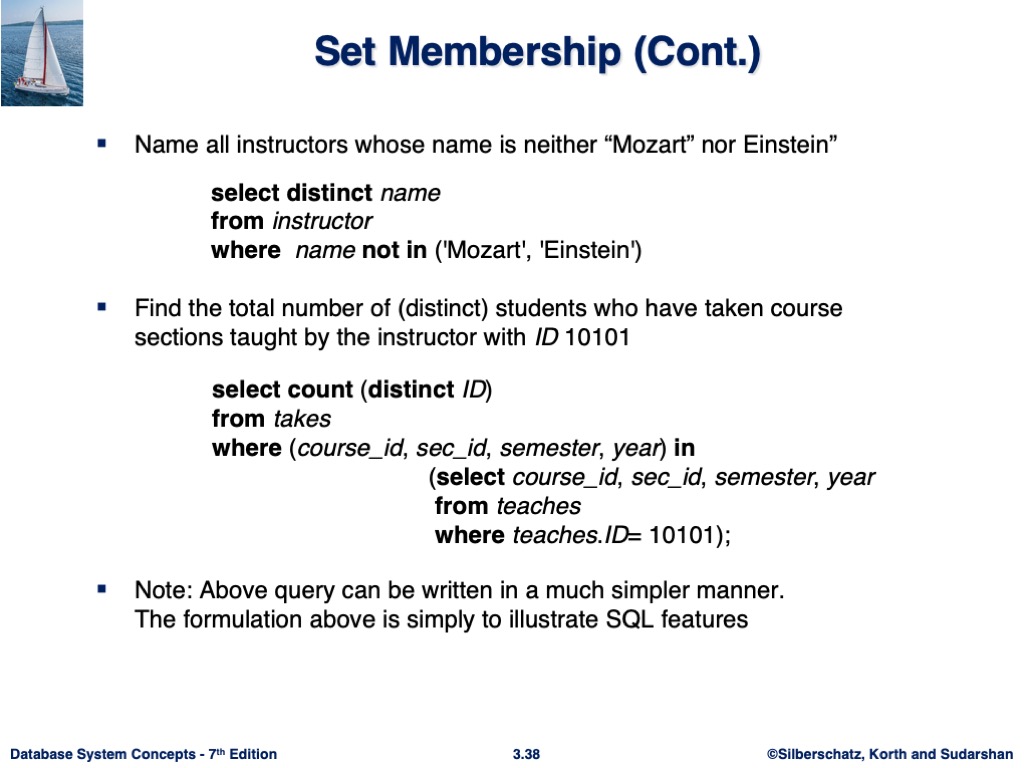 Set Membership (Cont.)
▪ Name all instructors whose name is neither “Mozart” nor Einstein”
select distinct name
from instructor
where name not in ('Mozart', 'Einstein')
▪ Find the total number of (distinct) students who have taken course
sections taught by the instructor with ID 10101
select count (distinct ID)
from takes
where (course_id, sec_id, semester, year) in
(select course_id, sec_id, semester, year
from teaches
where teaches.ID= 10101);
▪ Note: Above query can be written in a much simpler manner.
The formulation above is simply to illustrate SQL features
Database System Concepts - 7th Edition 3.38 ©Silberschatz, Korth and Sudarshan